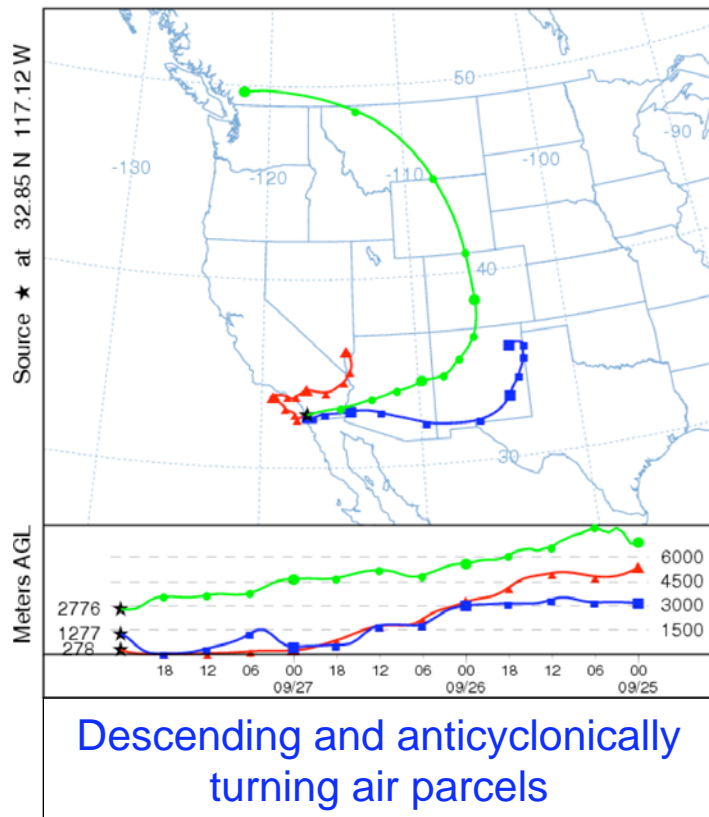 Source ★ at 32.85 N 117.12 W
50
-130
-120
-110
-100
-90
40
30
Meters AGL
6000
4500
2776
3000
1277
1500
278
18 12 06 00 18 12 06 00 18 12 06 00
09/27 09/26 09/25
Descending and anticyclonically
turning air parcels